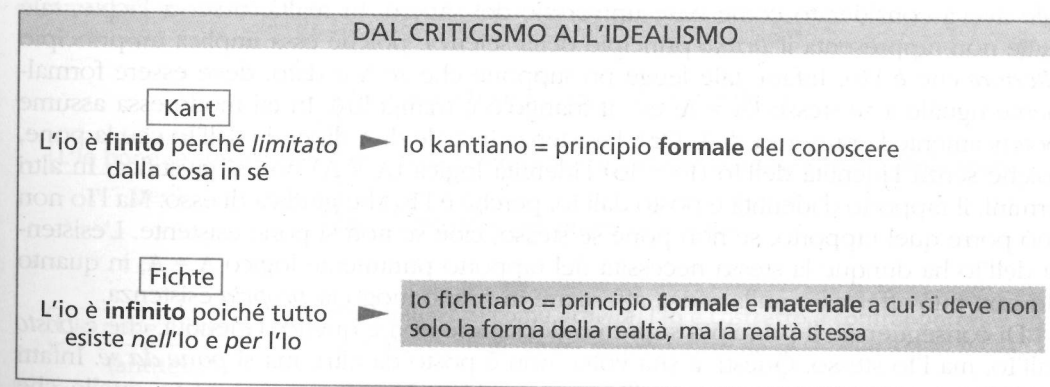 DAL CRITICISMO ALL'IDEALISMO
Kant
L'io è finito perché limitato
dalla cosa in sé
Io kantiano = principio formale del conoscere
Fichte
L'io è infinito poiché tutto
esiste nell'Io e per l'Io
Io fichtiano = principio formale e materiale a cui si deve non
solo la forma della realtà, ma la realtà stessa